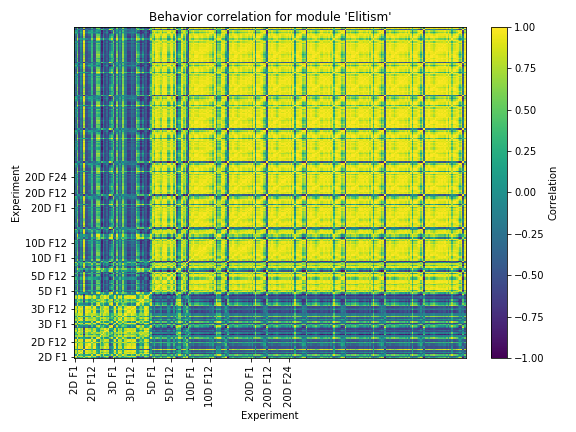 Behavior correlation for module 'Elitism'
Experiment
20D F24
20D F12
20D F1
10D F12
10D F1
5D F12
5D F1
3D F12
3D F1
2D F12
2D F1
2D F1
2D F12
3D F1
3D F12
5D F1
5D F12
10D F1
10D F12
20D F1
20D F12
20D F24
Experiment
1.00
0.75
0.50
0.25
0.00
−0.25
−0.50
−0.75
−1.00
Correlation